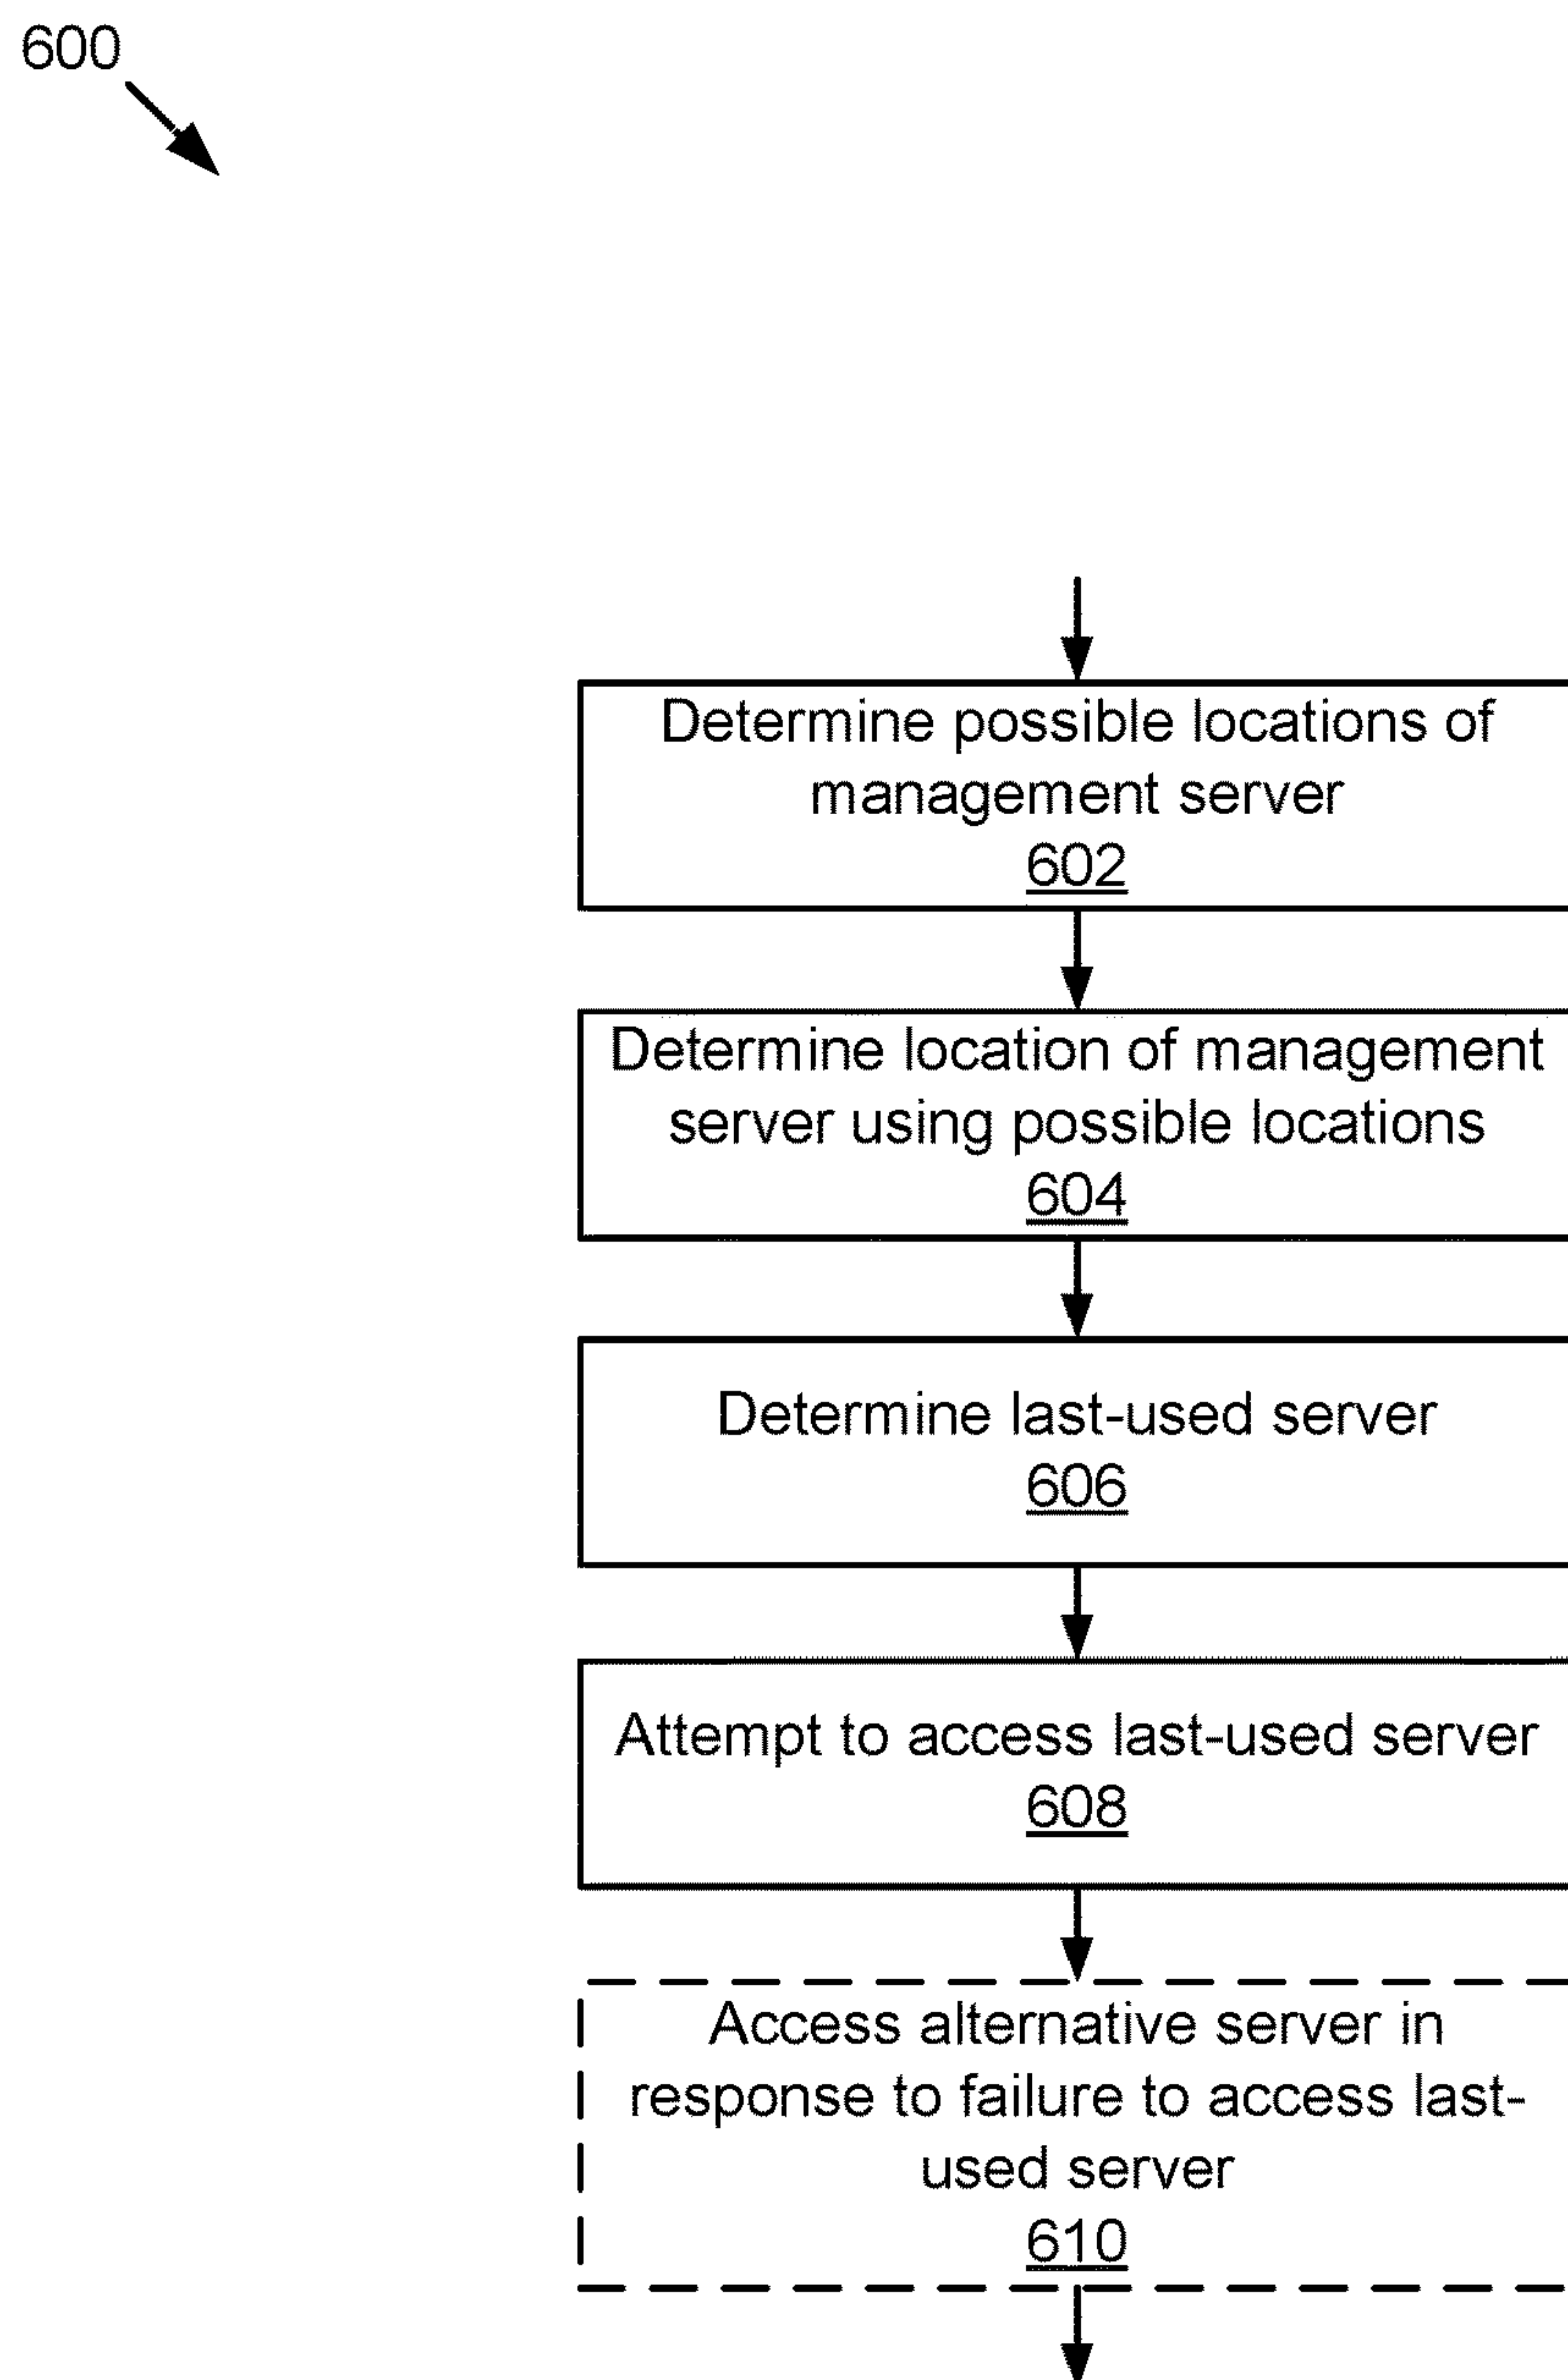 600
Determine possible locations of
management server
602
Determine location of management
server using possible locations
604
Determine last-used server
606
Attempt to access last-used server
608
Access alternative server in
response to failure to access last-
used server
610